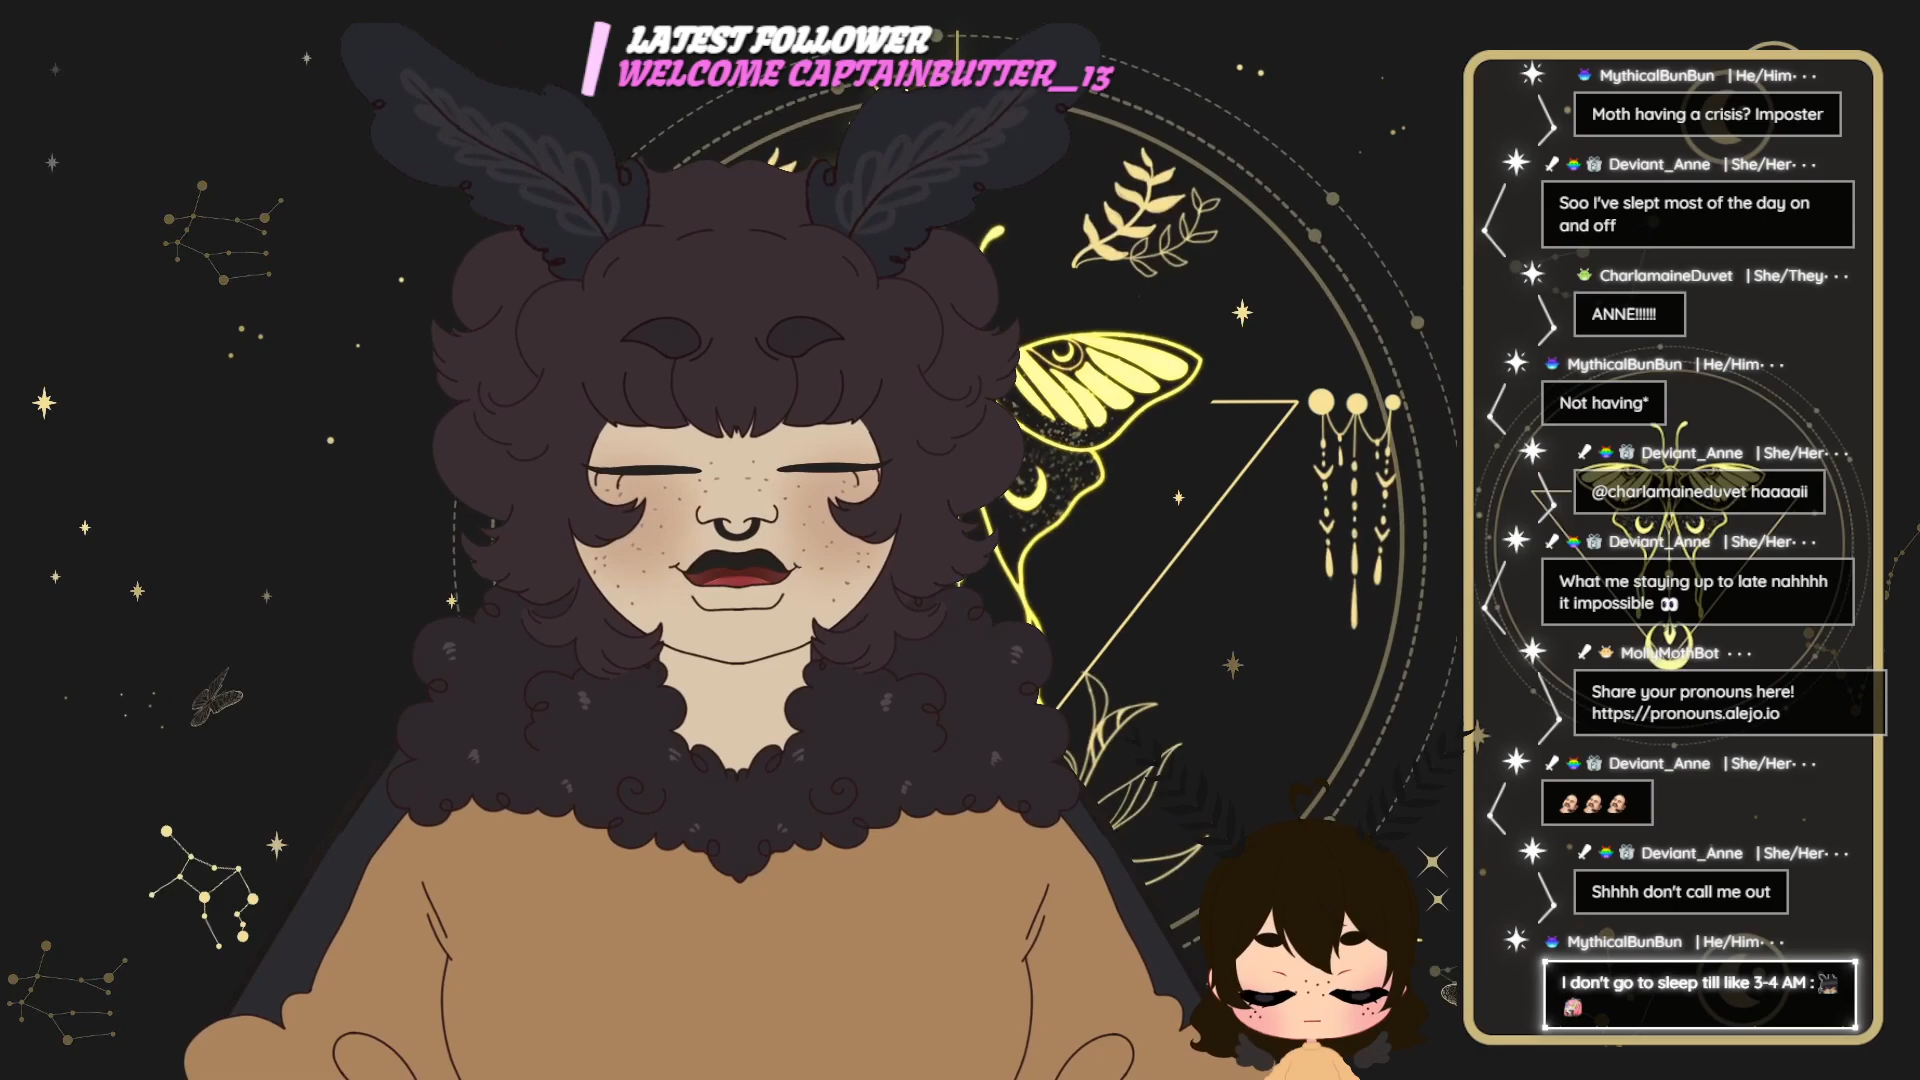 LATEST FOLLOWER
WELCOME CAPTAINBUTTER_13
MythicalBunBun | He/Him
Moth having a crisis? Imposter
Deviant_Anne | She/Her
Soo I've slept most of the day on
and off
CharlamaineDuvet | She/They
ANNE!!!!!!
MythicalBunBun | He/Him
Not having*
Deviant_Anne | She/Her
@charlamaineduvet haaaaii
Deviant_Anne | She/Her
What me staying up to late nahhhh
it impossible 👀
MollyMothBot
Share your pronouns here!
https://pronouns.alejo.io
Deviant_Anne | She/Her
Deviant_Anne | She/Her
Shhhh don't call me out
MythicalBunBun | He/Him
I don't go to sleep till like 3-4 AM :